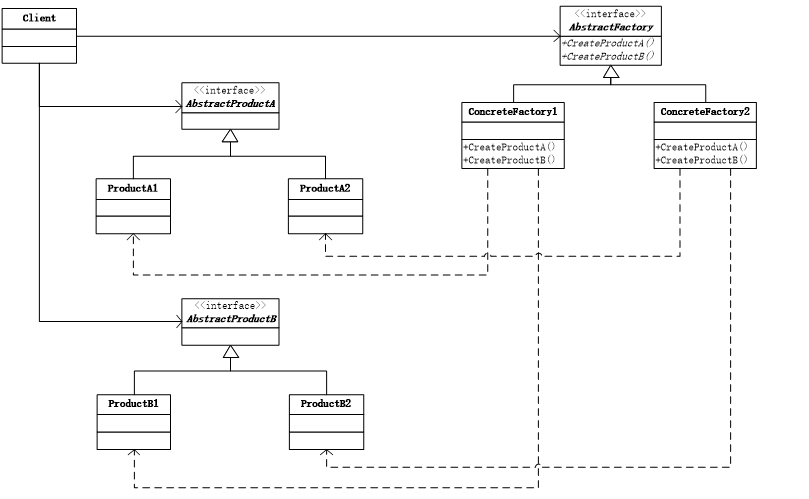 Client
<<interface>>
AbstractFactory
+CreateProductA()
+CreateProductB()
<<interface>>
AbstractProductA
ConcreteFactory1
+CreateProductA()
+CreateProductB()
ConcreteFactory2
+CreateProductA()
+CreateProductB()
ProductA1
ProductA2
<<interface>>
AbstractProductB
ProductB1
ProductB2